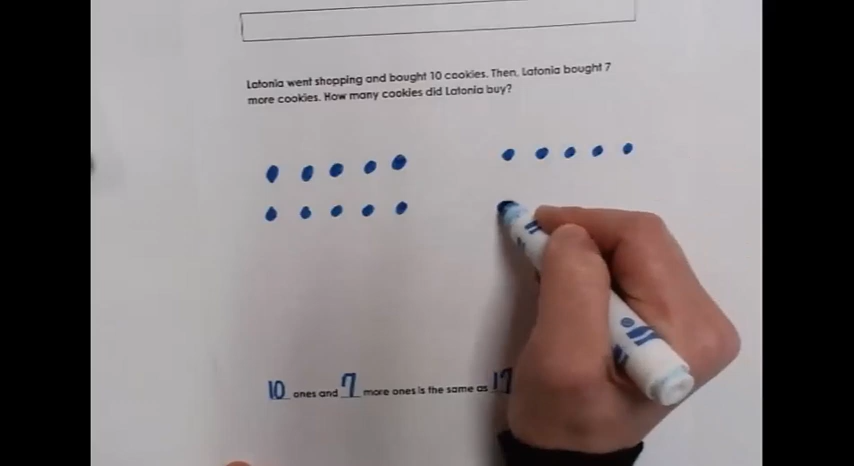 Latonia went shopping and bought 10 cookies. Then, Latonia bought 7
more cookies. How many cookies did Latonia buy?
10 ones and 7 more ones is the same as 17